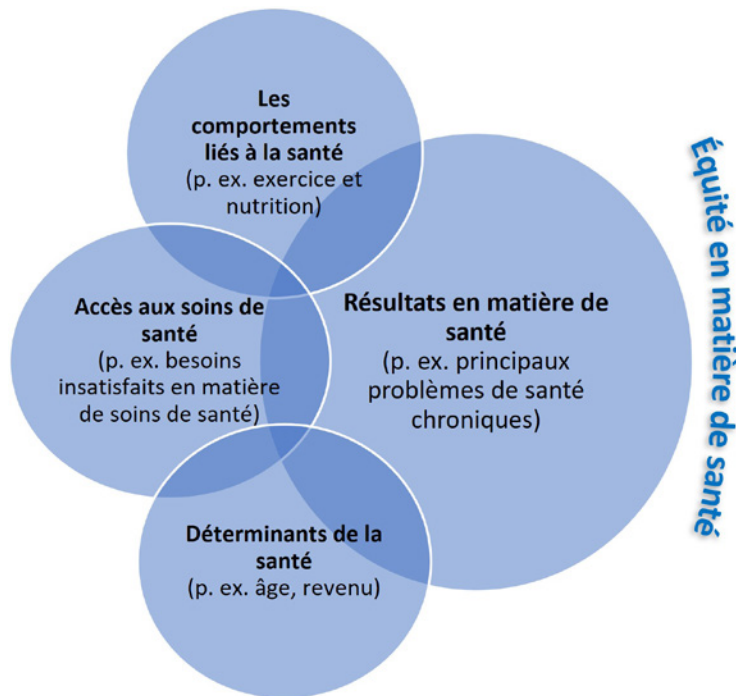 Les
comportements
liés à la santé
(p. ex. exercice et
nutrition)
Accès aux soins de
santé
(p. ex. besoins
insatisfaits en matière
de soins de santé)
Résultats en matière de
santé
(p. ex. principaux
problèmes de santé
chroniques)
Déterminants de la
santé
(p. ex. âge, revenu)
Équité en matière de santé